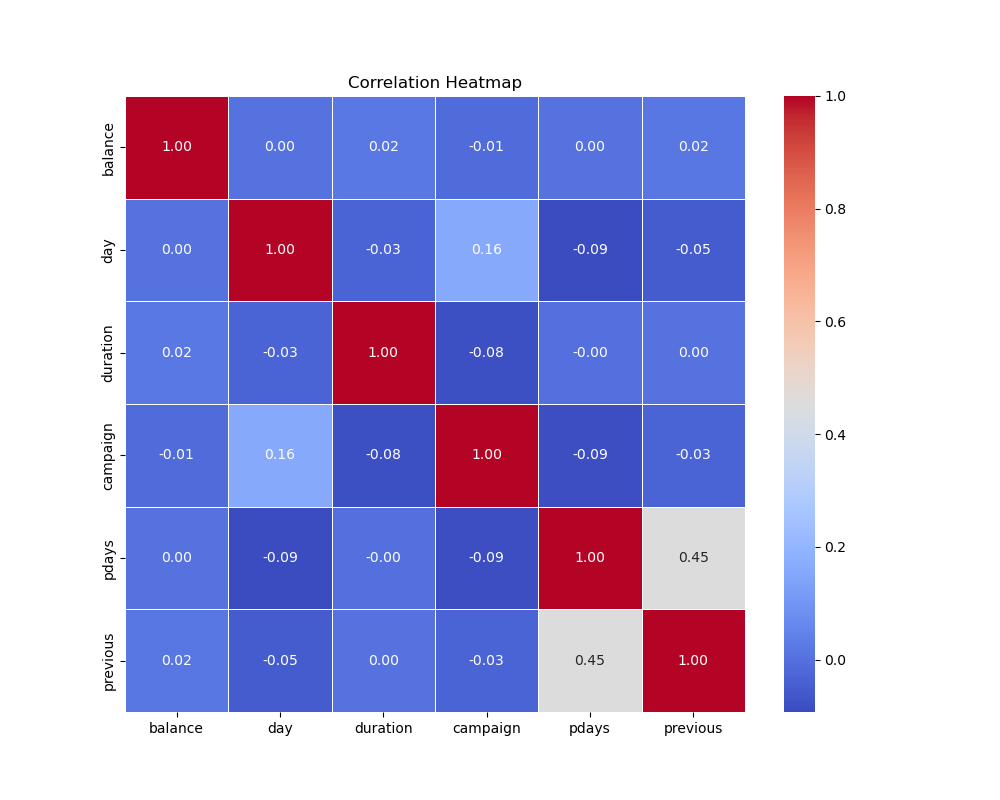 Correlation Heatmap
balance 1.00 0.00 0.02 -0.01 0.00 0.02
day 0.00 1.00 -0.03 0.16 -0.09 -0.05
duration 0.02 -0.03 1.00 -0.08 -0.00 0.00
campaign -0.01 0.16 -0.08 1.00 -0.09 -0.03
pdays 0.00 -0.09 -0.00 -0.09 1.00 0.45
previous 0.02 -0.05 0.00 -0.03 0.45 1.00
balance day duration campaign pdays previous
1.0
0.8
0.6
0.4
0.2
0.0